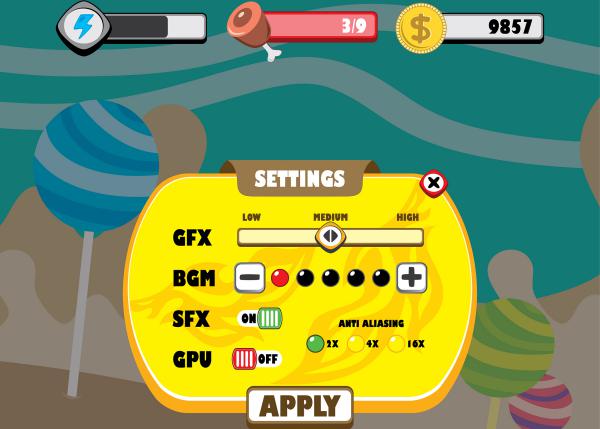 3/9
$ 9857
SETTINGS
LOW MEDIUM HIGH
GFX
BGM
SFX ON
ANTI ALIASING
2X 4X 16X
GPU OFF
APPLY